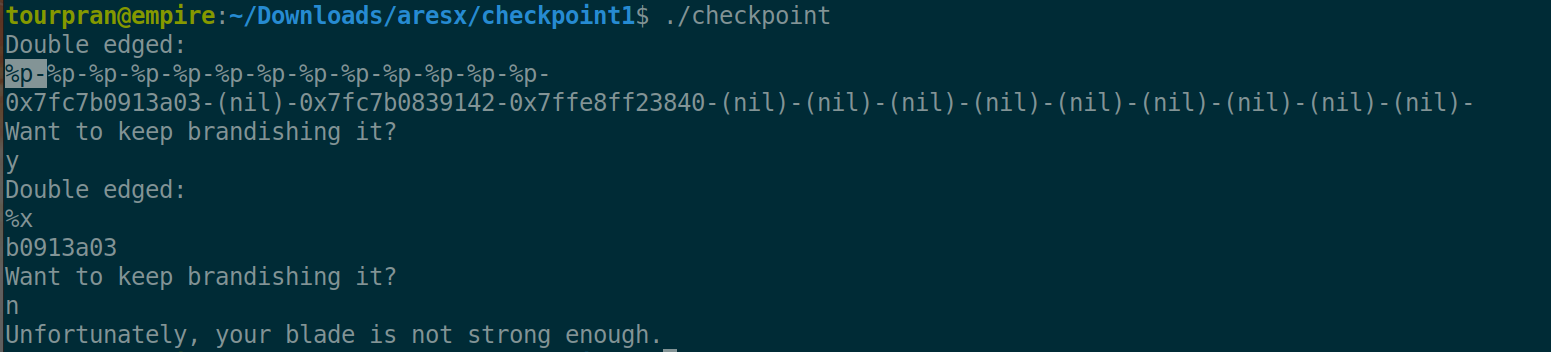 tourpran@empire:~/Downloads/aresx/checkpoint1$ ./checkpoint
Double edged:
%p-%p-%p-%p-%p-%p-%p-%p-%p-%p-%p-%p-%p-
0x7fc7b0913a03-(nil)-0x7fc7b0839142-0x7ffe8ff23840-(nil)-(nil)-(nil)-(nil)-(nil)-(nil)-(nil)-(nil)-(nil)-
Want to keep brandishing it?
y
Double edged:
%x
b0913a03
Want to keep brandishing it?
n
Unfortunately, your blade is not strong enough.